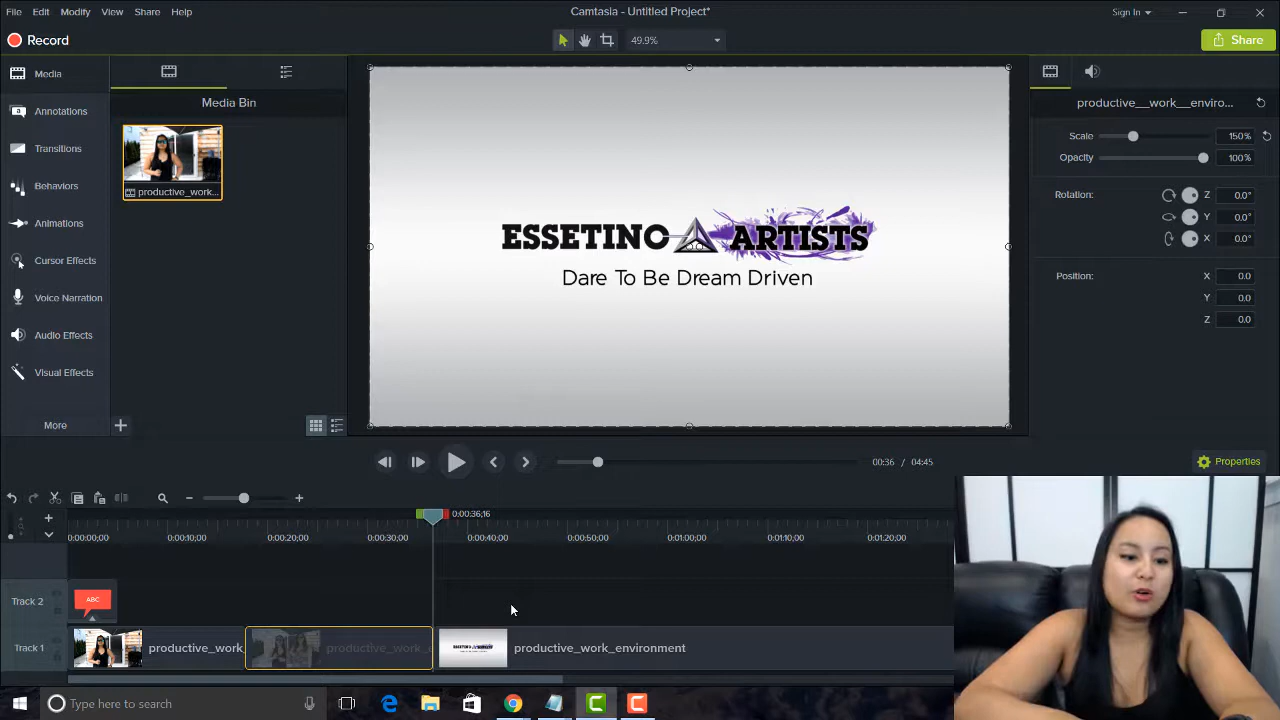 File Edit Modify View Share Help
Camtasia - Untitled Project*
Sign In
Record
49.9%
Share
Media
Annotations
Transitions
Behaviors
Animations
Cursor Effects
Voice Narration
Audio Effects
Visual Effects
More
Media Bin
productive_work...
ESSETINO ARTISTS
Dare To Be Dream Driven
productive__work__enviro...
Scale 150%
Opacity 100%
Rotation: Z 0.0°
Y 0.0°
X 0.0°
Position: X 0.0
Y 0.0
Z 0.0
00:36 / 04:45
Properties
0:00:36;16
0:00:00;00 0:00:10;00 0:00:20;00 0:00:30;00 0:00:40;00 0:00:50;00 0:01:00;00 0:01:10;00 0:01:20;00
Track 2
ABC
Track 1
productive_work
productive_work_
productive_work_environment
Type here to search